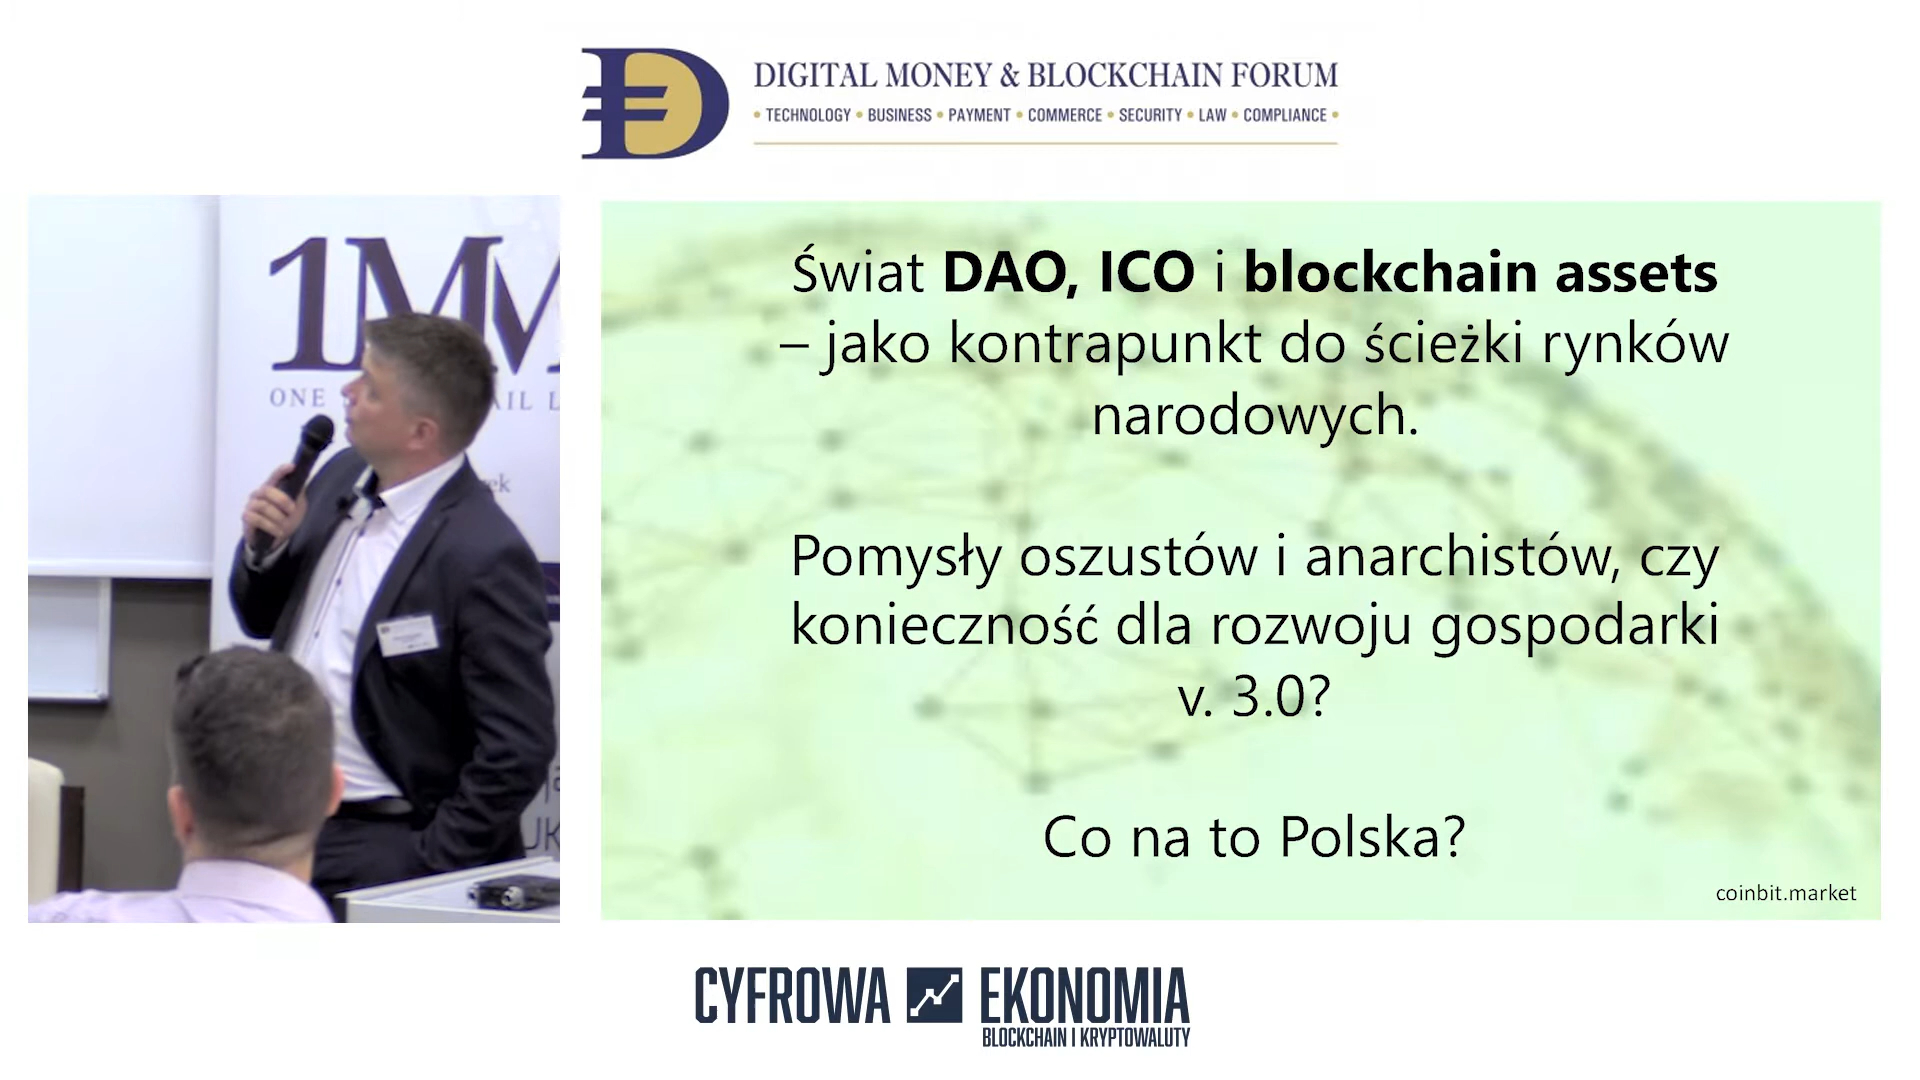 DIGITAL MONEY & BLOCKCHAIN FORUM
• TECHNOLOGY • BUSINESS • PAYMENT • COMMERCE • SECURITY • LAW • COMPLIANCE •
1MM
ONE
Świat DAO, ICO i blockchain assets
– jako kontrapunkt do ścieżki rynków
narodowych.
Pomysły oszustów i anarchistów, czy
konieczność dla rozwoju gospodarki
v. 3.0?
Co na to Polska?
coinbit.market
CYFROWA EKONOMIA
BLOCKCHAIN I KRYPTOWALUTY